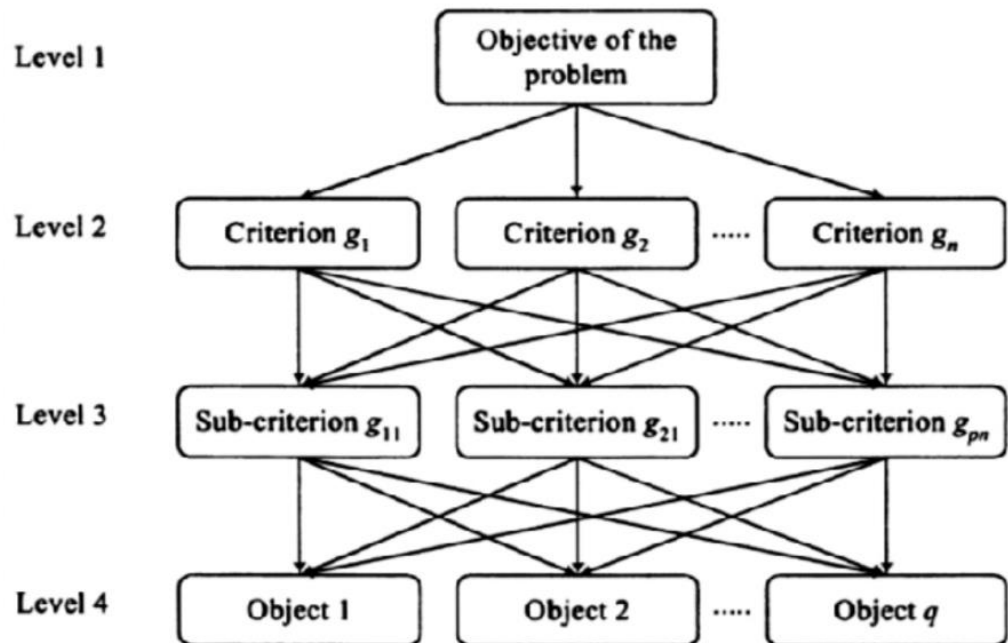 Level 1
Objective of the
problem
Level 2
Criterion g₁
Criterion g₂
.....
Criterion gₙ
Level 3
Sub-criterion g₁₁
Sub-criterion g₂₁
.....
Sub-criterion gₚₙ
Level 4
Object 1
Object 2
.....
Object q